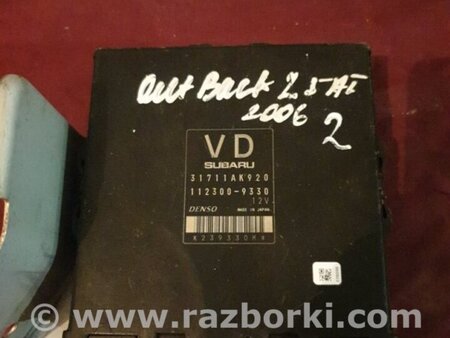 Out Back 2.5 AT
2006
2
VD
SUBARU
31711AK920
112300-9330
12V
DENSO MADE IN JAPAN
K239330H*
www.razborki.com